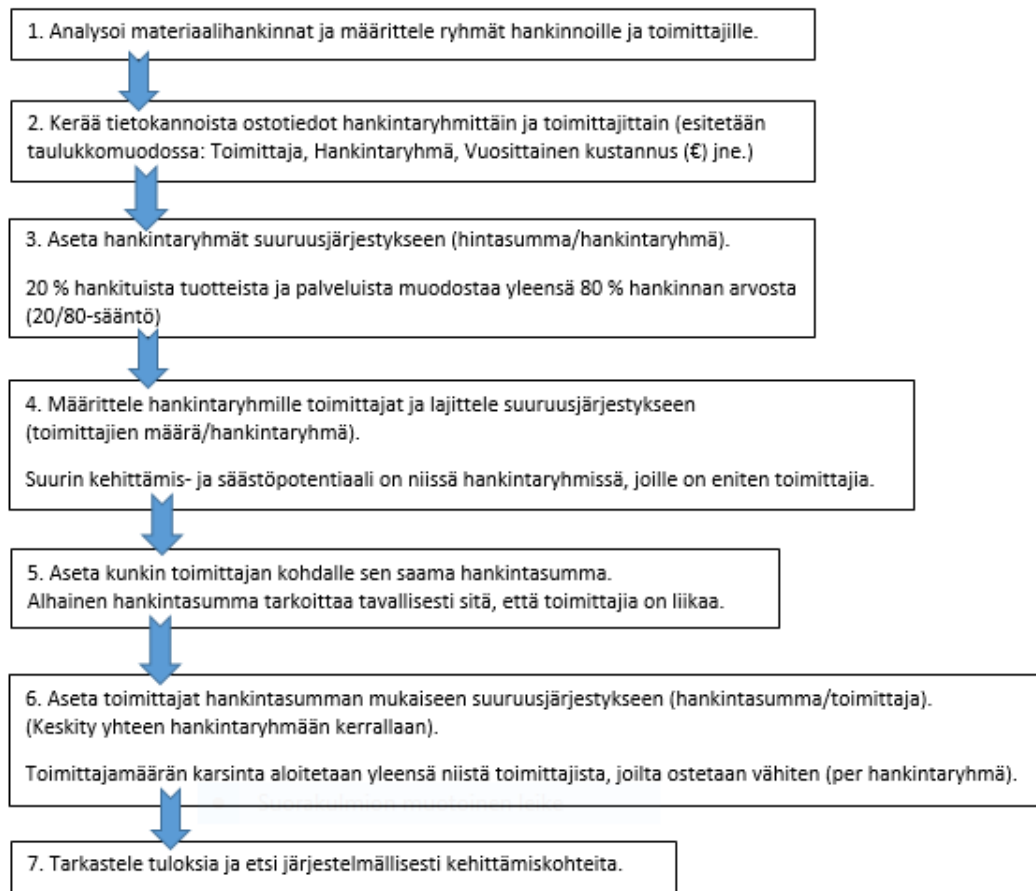 1. Analysoi materiaalihankinnat ja määrittele ryhmät hankinnoille ja toimittajille.
2. Kerää tietokannoista ostotiedot hankintaryhmittäin ja toimittajittain (esitetään
taulukkomuodossa: Toimittaja, Hankintaryhmä, Vuosittainen kustannus (€) jne.)
3. Aseta hankintaryhmät suuruusjärjestykseen (hintasumma/hankintaryhmä).
20 % hankituista tuotteista ja palveluista muodostaa yleensä 80 % hankinnan arvosta
(20/80-sääntö)
4. Määrittele hankintaryhmille toimittajat ja lajittele suuruusjärjestykseen
(toimittajien määrä/hankintaryhmä).
Suurin kehittämis- ja säästöpotentiaali on niissä hankintaryhmissä, joille on eniten toimittajia.
5. Aseta kunkin toimittajan kohdalle sen saama hankintasumma.
Alhainen hankintasumma tarkoittaa tavallisesti sitä, että toimittajia on liikaa.
6. Aseta toimittajat hankintasumman mukaiseen suuruusjärjestykseen (hankintasumma/toimittaja).
(Keskity yhteen hankintaryhmään kerrallaan).
Toimittajamäärän karsinta aloitetaan yleensä niistä toimittajista, joilta ostetaan vähiten (per hankintaryhmä).
Suorakulmion muotoinen leike
7. Tarkastele tuloksia ja etsi järjestelmällisesti kehittämiskohteita.